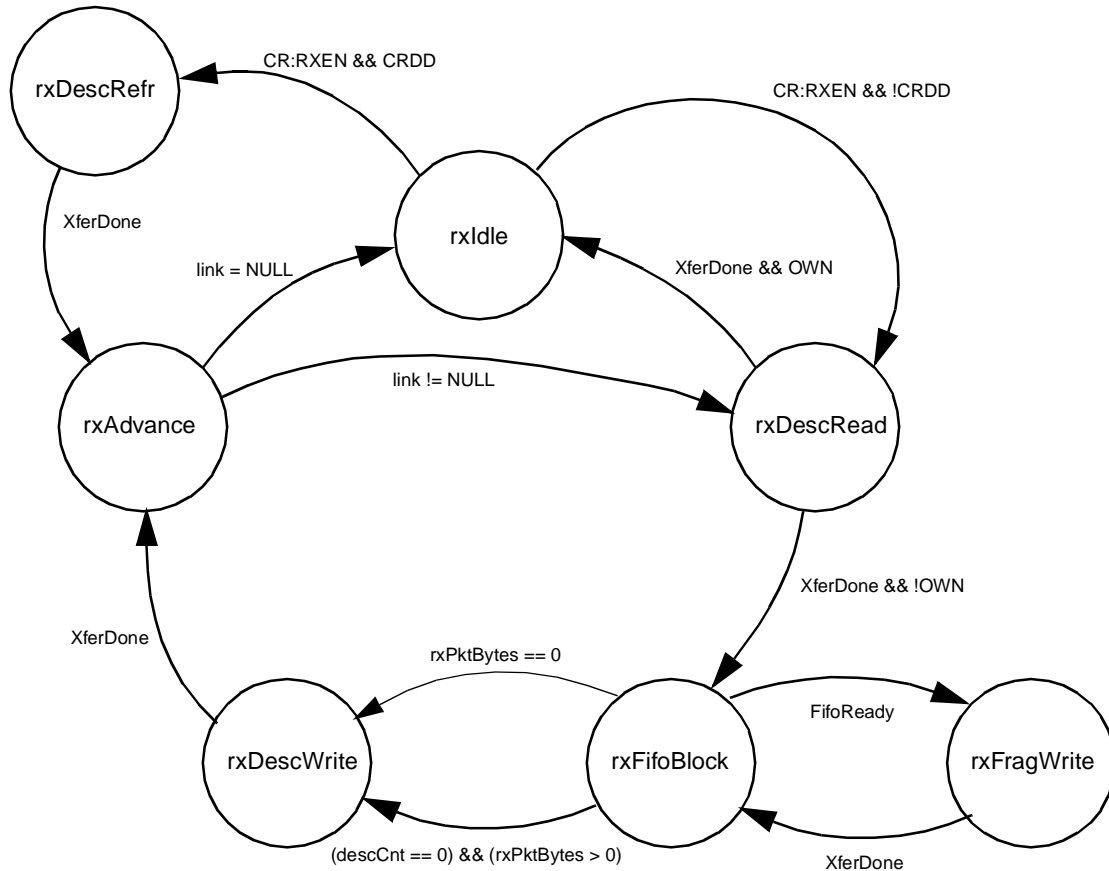 CR:RXEN && CRDD
rxDescRefr
CR:RXEN && !CRDD
XferDone
rxIdle
link = NULL
XferDone && OWN
link != NULL
rxAdvance
rxDescRead
XferDone && !OWN
XferDone
rxPktBytes == 0
FifoReady
rxDescWrite
rxFifoBlock
rxFragWrite
(descCnt == 0) && (rxPktBytes > 0)
XferDone